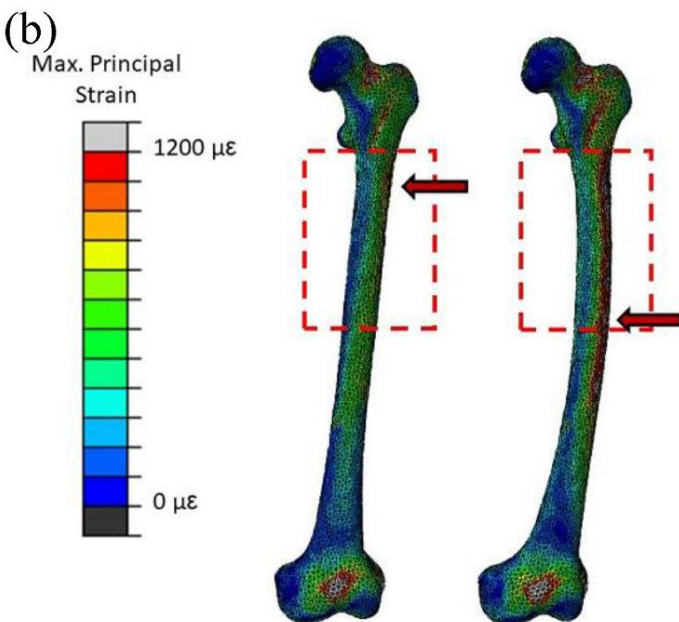 (b)
Max. Principal
Strain
1200 με
0 με